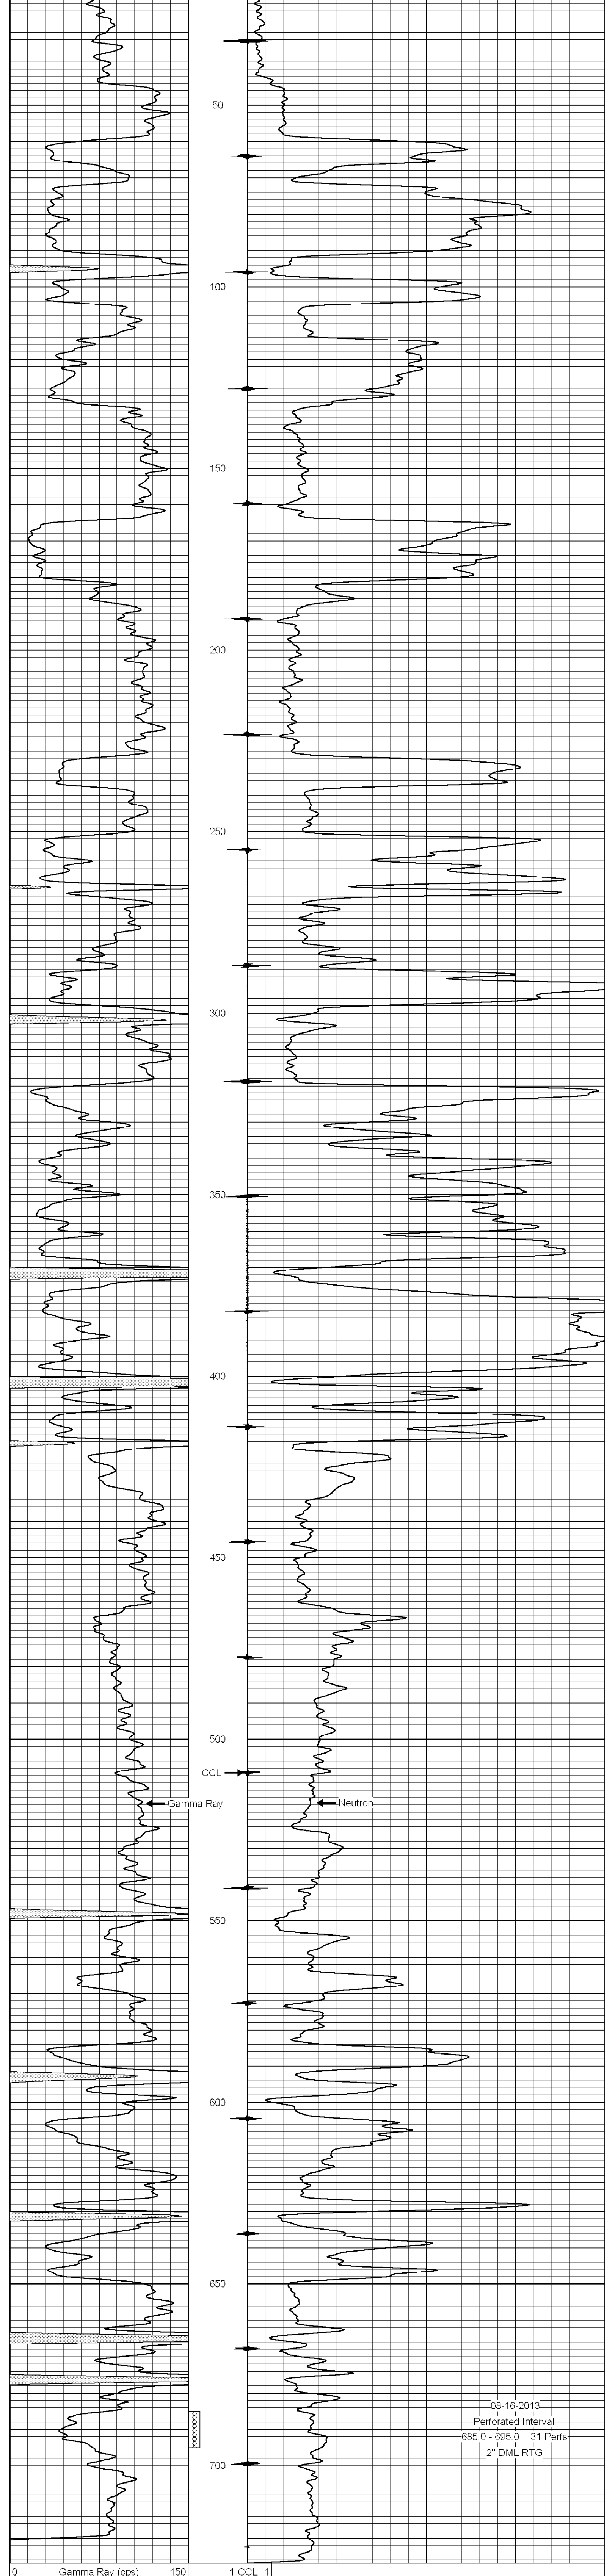 50
100
150
200
250
300
350
400
450
500
CCL
Gamma Ray
Neutron
550
600
650
08-16-2013
Perforated Interval
685.0 - 695.0 31 Perfs
2" DML RTG
700
0 Gamma Ray (cps) 150 -1 CCL 1